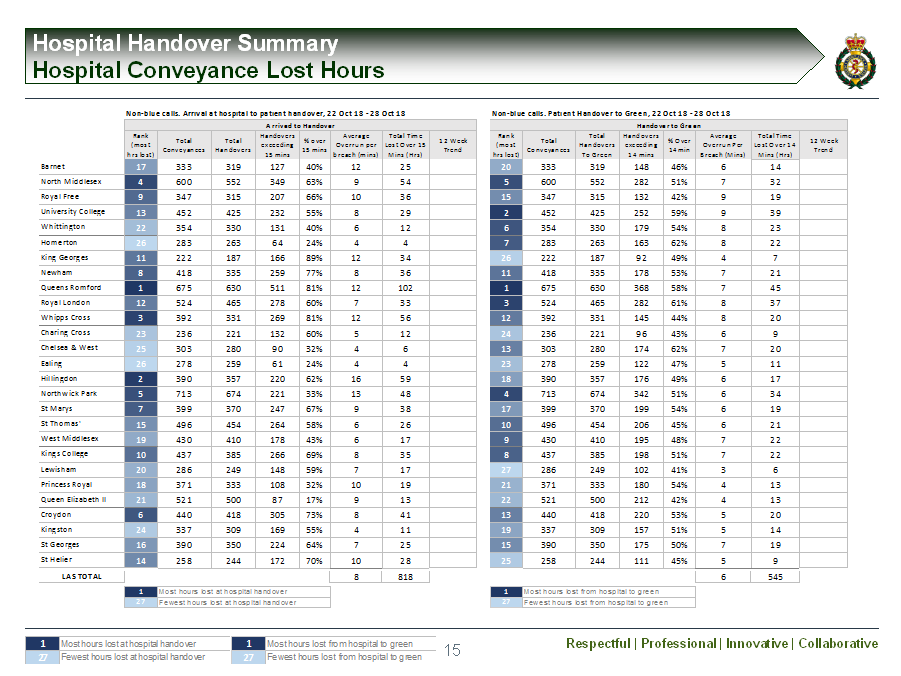 Hospital Handover Summary
Hospital Conveyance Lost Hours
Non-blue calls. Arrival at hospital to patient handover, 22 Oct 18 - 28 Oct 18
Non-blue calls. Patient Handover to Green, 22 Oct 18 - 28 Oct 18
Arrived to Handover
Handover to Green
Rank (most hrs lost) Total Conveyances Total Handovers Handovers exceeding 15 mins % over 15 mins Average Overrun per breach (mins) Total Time Lost Over 15 Mins (Hrs) 12 Week Trend
Rank (most hrs lost) Total Conveyances Total Handovers To Green Handovers exceeding 14 mins % Over 14 min Average Overrun Per Breach (Mins) Total Time Lost Over 14 Mins (Hrs) 12 Week Trend
Barnet 17 333 319 127 40% 12 25 20 333 319 148 46% 6 14
North Middlesex 4 600 552 349 63% 9 54 5 600 552 282 51% 7 32
Royal Free 9 347 315 207 66% 10 36 15 347 315 132 42% 9 19
University College 13 452 425 232 55% 8 29 2 452 425 252 59% 9 39
Whittington 22 354 330 131 40% 6 12 6 354 330 179 54% 8 23
Homerton 26 283 263 64 24% 4 4 7 283 263 163 62% 8 22
King Georges 11 222 187 166 89% 12 34 26 222 187 92 49% 4 7
Newham 8 418 335 259 77% 8 36 11 418 335 178 53% 7 21
Queens Romford 1 675 630 511 81% 12 102 1 675 630 368 58% 7 45
Royal London 12 524 465 278 60% 7 33 3 524 465 282 61% 8 37
Whipps Cross 3 392 331 269 81% 12 56 12 392 331 145 44% 8 20
Charing Cross 23 236 221 132 60% 5 12 24 236 221 96 43% 6 9
Chelsea & West 25 303 280 90 32% 4 6 13 303 280 174 62% 7 20
Ealing 26 278 259 61 24% 4 4 23 278 259 122 47% 5 11
Hillingdon 2 390 357 220 62% 16 59 18 390 357 176 49% 6 17
Northwick Park 5 713 674 221 33% 13 48 4 713 674 342 51% 6 34
St Marys 7 399 370 247 67% 9 38 17 399 370 199 54% 6 19
St Thomas' 15 496 454 264 58% 6 26 10 496 454 206 45% 6 21
West Middlesex 19 430 410 178 43% 6 17 9 430 410 195 48% 7 22
Kings College 10 437 385 266 69% 8 35 8 437 385 198 51% 7 22
Lewisham 20 286 249 148 59% 7 17 27 286 249 102 41% 3 6
Princess Royal 18 371 333 108 32% 10 19 21 371 333 180 54% 4 13
Queen Elizabeth II 21 521 500 87 17% 9 13 22 521 500 212 42% 4 13
Croydon 6 440 418 305 73% 8 41 13 440 418 220 53% 5 20
Kingston 24 337 309 169 55% 4 11 19 337 309 157 51% 5 14
St Georges 16 390 350 224 64% 7 25 15 390 350 175 50% 7 19
St Helier 14 258 244 172 70% 10 28 25 258 244 111 45% 5 9
LAS TOTAL 8 818 6 545
1 Most hours lost at hospital handover
27 Fewest hours lost at hospital handover
1 Most hours lost from hospital to green
27 Fewest hours lost from hospital to green
1 Most hours lost at hospital handover 1 Most hours lost from hospital to green
27 Fewest hours lost at hospital handover 27 Fewest hours lost from hospital to green
15
Respectful | Professional | Innovative | Collaborative